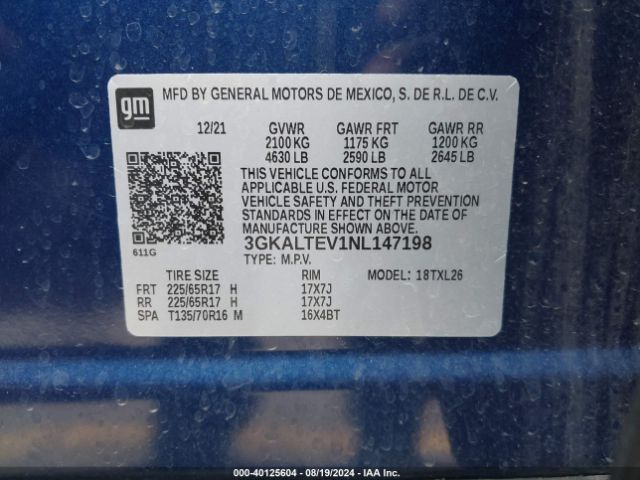 gm
MFD BY GENERAL MOTORS DE MEXICO, S. DE R.L. DE C.V.
12/21 GVWR GAWR FRT GAWR RR
2100 KG 1175 KG 1200 KG
4630 LB 2590 LB 2645 LB
THIS VEHICLE CONFORMS TO ALL
APPLICABLE U.S. FEDERAL MOTOR
VEHICLE SAFETY AND THEFT PREVENTION
STANDARDS IN EFFECT ON THE DATE OF
MANUFACTURE SHOWN ABOVE.
611G
3GKALTEV1NL147198
TYPE: M.P.V.
TIRE SIZE RIM MODEL: 18TXL26
FRT 225/65R17 H 17X7J
RR 225/65R17 H 17X7J
SPA T135/70R16 M 16X4BT
000-40125604 - 08/19/2024 - IAA Inc.